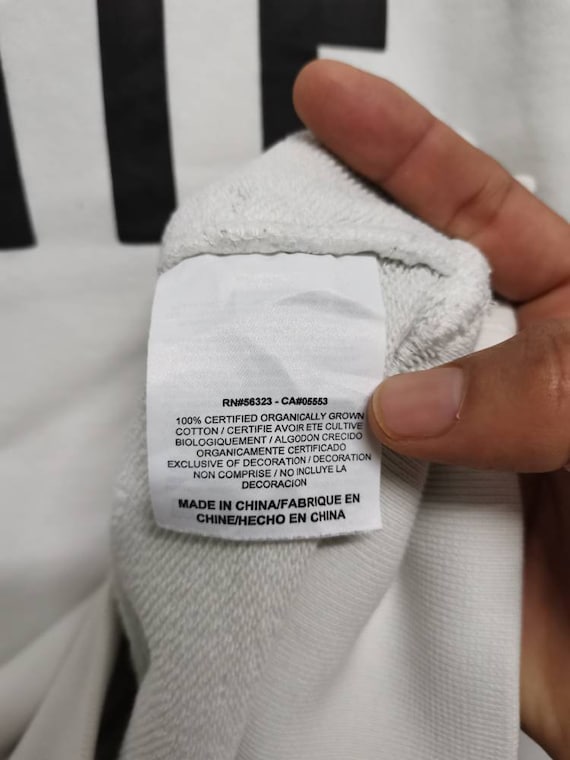 RN#56323 - CA#05553
100% CERTIFIED ORGANICALLY GROWN
COTTON / CERTIFIE AVOIR ETE CULTIVE
BIOLOGIQUEMENT / ALGODON CRECIDO
ORGANICAMENTE CERTIFICADO
EXCLUSIVE OF DECORATION / DECORATION
NON COMPRISE / NO INCLUYE LA
DECORACION
MADE IN CHINA/FABRIQUE EN
CHINE/HECHO EN CHINA